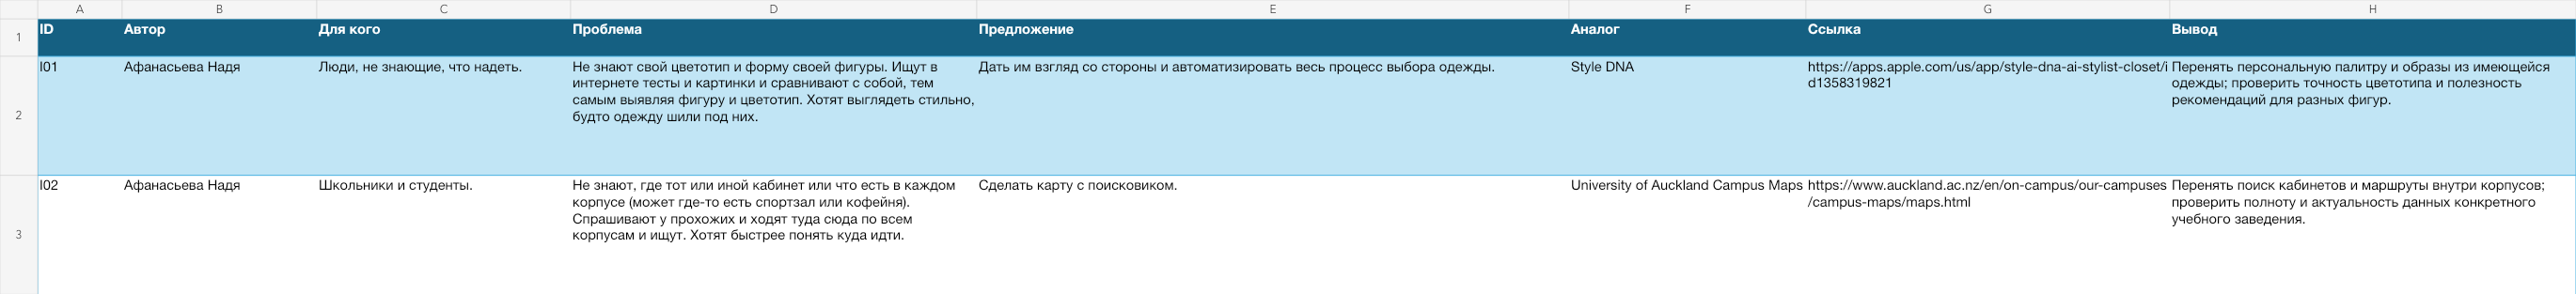 A B C D E F G H
1 ID Автор Для кого Проблема Предложение Аналог Ссылка Вывод
2
I01
Афанасьева Надя
Люди, не знающие, что надеть.
Не знают свой цветотип и форму своей фигуры. Ищут в
интернете тесты и картинки и сравнивают с собой, тем
самым выявляя фигуру и цветотип. Хотят выглядеть стильно,
будто одежду шили под них.
Дать им взгляд со стороны и автоматизировать весь процесс выбора одежды.
Style DNA
https://apps.apple.com/us/app/style-dna-ai-stylist-closet/i
d1358319821
Перенять персональную палитру и образы из имеющейся
одежды; проверить точность цветотипа и полезность
рекомендаций для разных фигур.
3
I02
Афанасьева Надя
Школьники и студенты.
Не знают, где тот или иной кабинет или что есть в каждом
корпусе (может где-то есть спортзал или кофейня).
Спрашивают у прохожих и ходят туда сюда по всем
корпусам и ищут. Хотят быстрее понять куда идти.
Сделать карту с поисковиком.
University of Auckland Campus Maps
https://www.auckland.ac.nz/en/on-campus/our-campuses
/campus-maps/maps.html
Перенять поиск кабинетов и маршруты внутри корпусов;
проверить полноту и актуальность данных конкретного
учебного заведения.